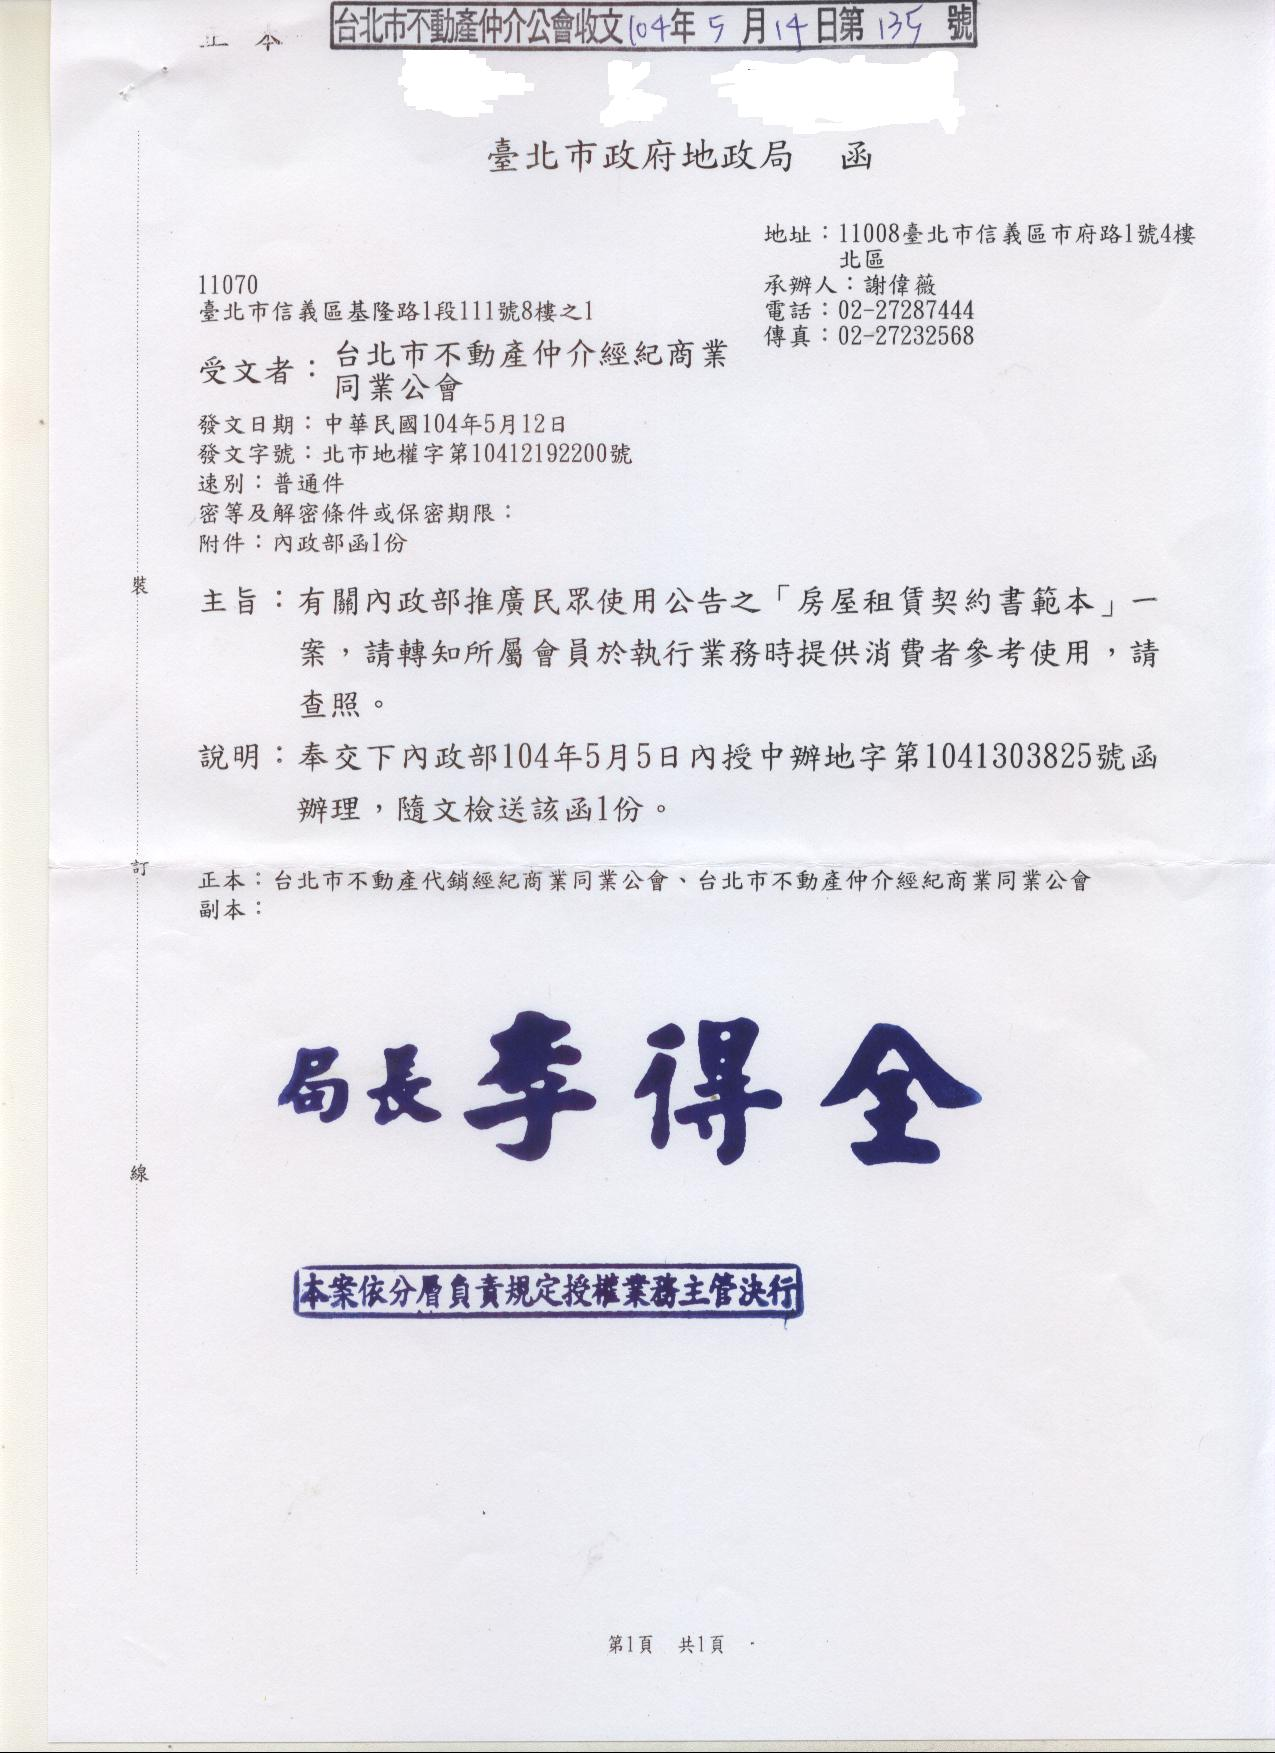 正本
台北市不動產仲介公會收文104年5月14日第135號
臺北市政府地政局 函
地址：11008臺北市信義區市府路1號4樓
北區
承辦人：謝偉薇
電話：02-27287444
傳真：02-27232568
11070
臺北市信義區基隆路1段111號8樓之1
受文者：台北市不動產仲介經紀商業
同業公會
發文日期：中華民國104年5月12日
發文字號：北市地權字第10412192200號
速別：普通件
密等及解密條件或保密期限：
附件：內政部函1份
主旨：有關內政部推廣民眾使用公告之「房屋租賃契約書範本」一
案，請轉知所屬會員於執行業務時提供消費者參考使用，請
查照。
說明：奉交下內政部104年5月5日內授中辦地字第1041303825號函
辦理，隨文檢送該函1份。
正本：台北市不動產代銷經紀商業同業公會、台北市不動產仲介經紀商業同業公會
副本：
裝
訂
線
局長李得全
本案依分層負責規定授權業務主管決行
第1頁 共1頁